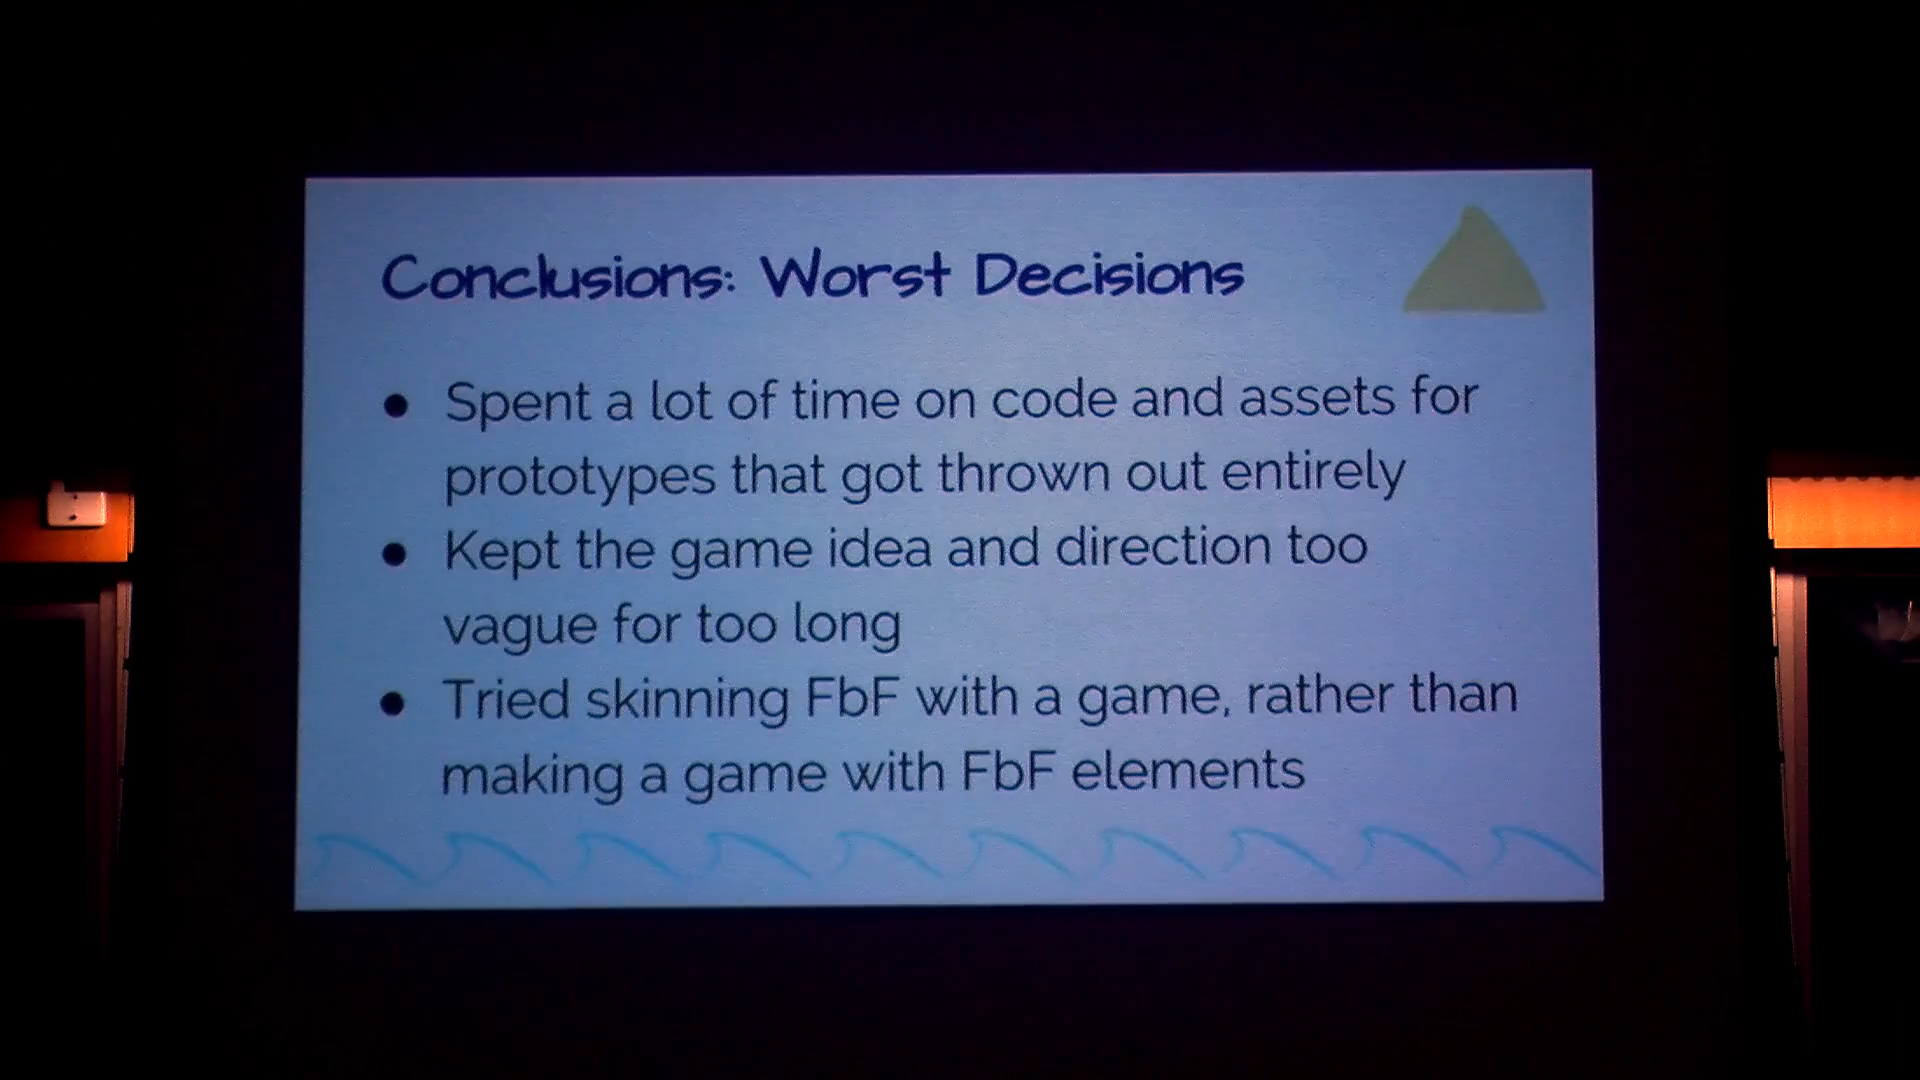 Conclusions: Worst Decisions
● Spent a lot of time on code and assets for
prototypes that got thrown out entirely
● Kept the game idea and direction too
vague for too long
● Tried skinning FbF with a game, rather than
making a game with FbF elements